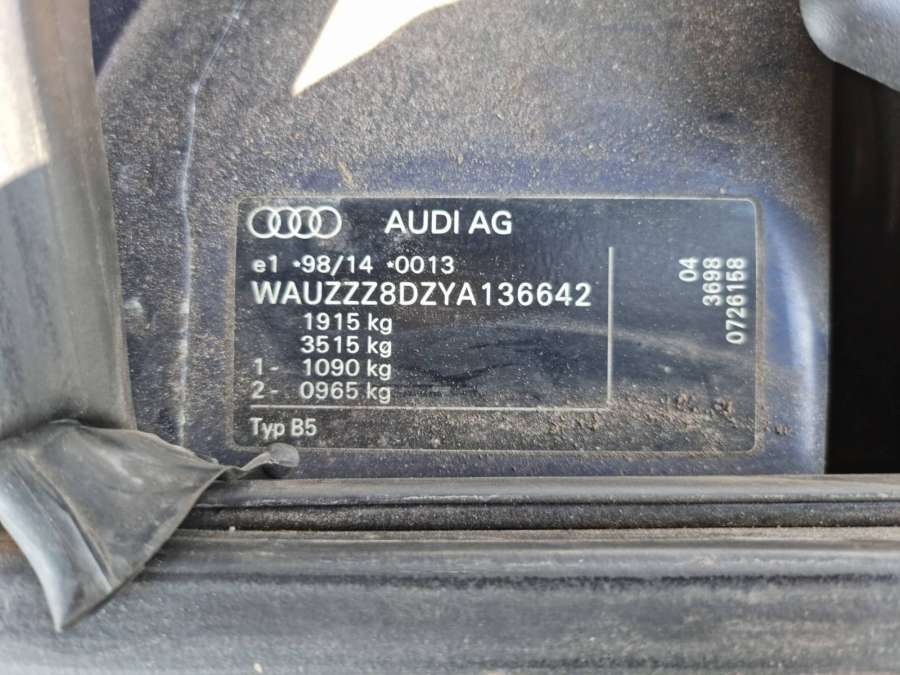 AUDI AG
e1 *98/14 *0013
WAUZZZ8DZYA136642
1915 kg
3515 kg
1- 1090 kg
2- 0965 kg
Typ B5
04
3698
0726158